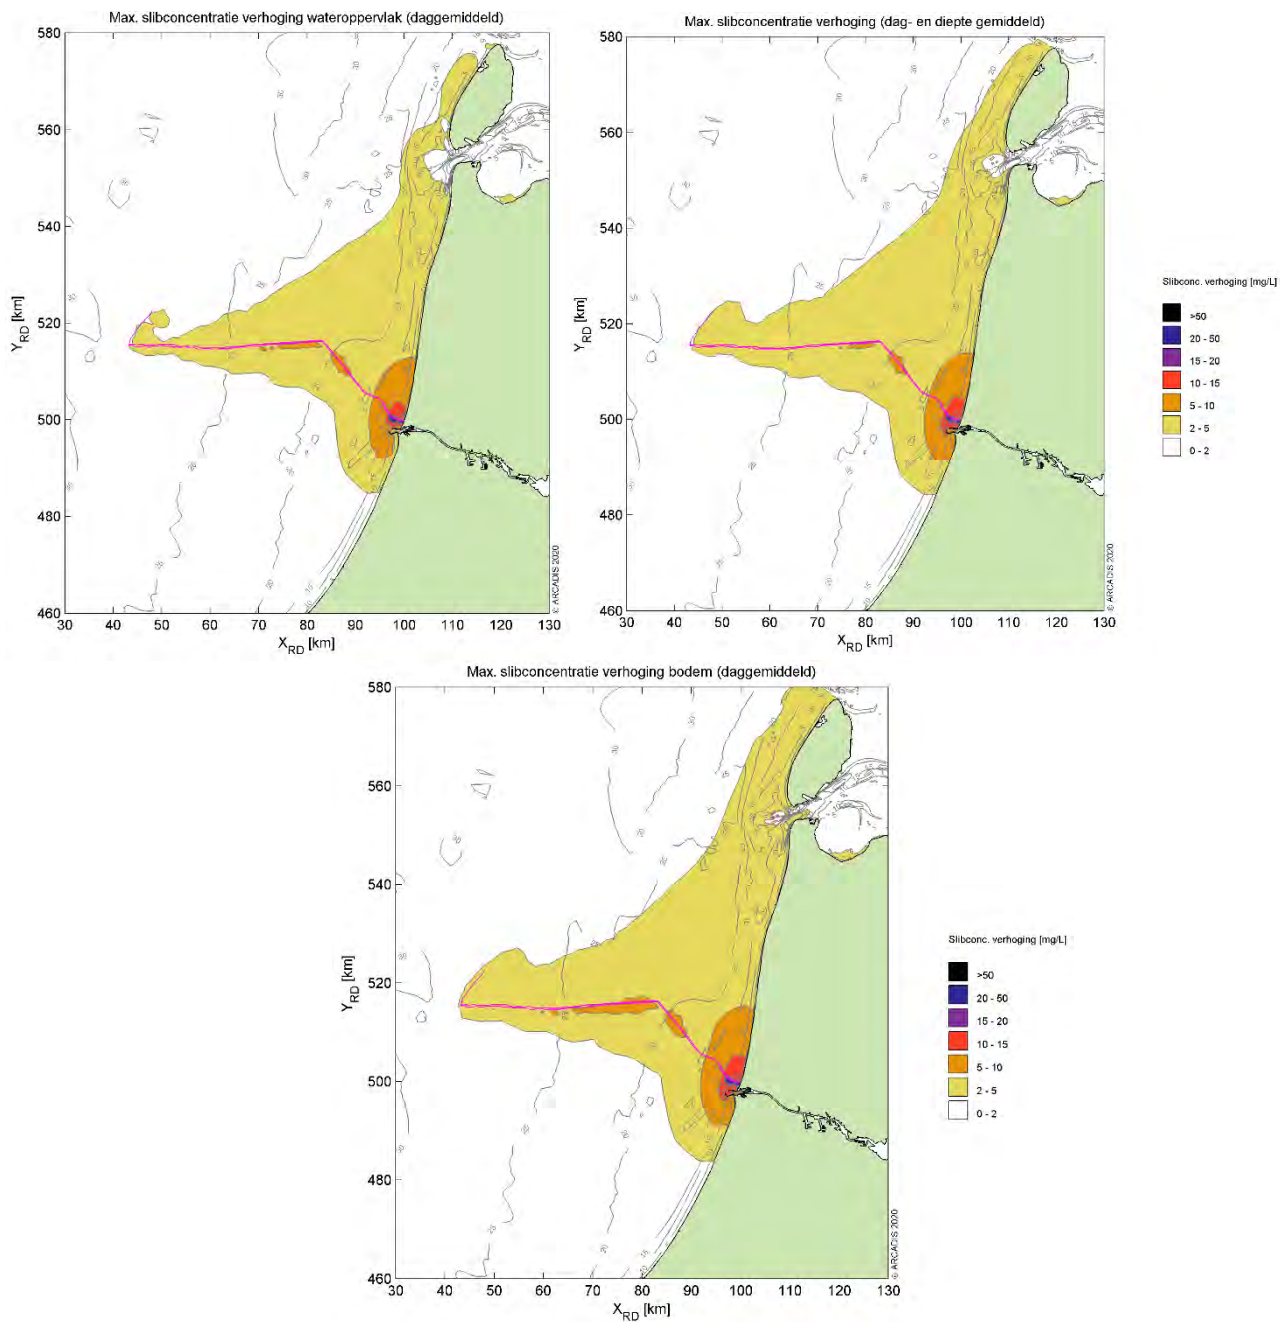 Max. slibconcentratie verhoging wateroppervlak (daggemiddeld)
580
560
540
520
500
480
460
Y_RD [km]
30 40 50 60 70 80 90 100 110 120 130
X_RD [km]
© ARCADIS 2020
Max. slibconcentratie verhoging (dag- en diepte gemiddeld)
580
560
540
520
500
480
460
Y_RD [km]
30 40 50 60 70 80 90 100 110 120 130
X_RD [km]
© ARCADIS 2020
Slibconc. verhoging [mg/L]
>50
20 - 50
15 - 20
10 - 15
5 - 10
2 - 5
0 - 2
Max. slibconcentratie verhoging bodem (daggemiddeld)
580
560
540
520
500
480
460
Y_RD [km]
30 40 50 60 70 80 90 100 110 120 130
X_RD [km]
© ARCADIS 2020
Slibconc. verhoging [mg/L]
>50
20 - 50
15 - 20
10 - 15
5 - 10
2 - 5
0 - 2